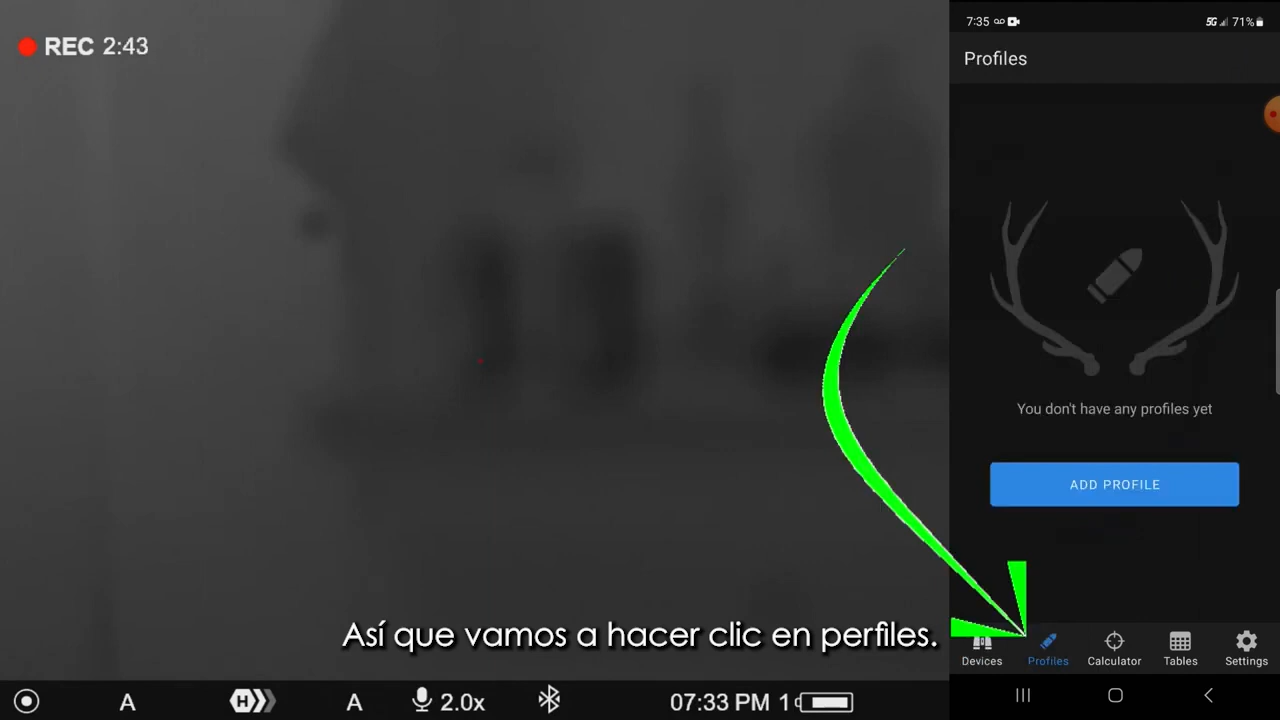 REC 2:43
7:35
5G 71%
Profiles
You don't have any profiles yet
ADD PROFILE
Así que vamos a hacer clic en perfiles.
Devices Profiles Calculator Tables Settings
A H A 2.0x 07:33 PM 1